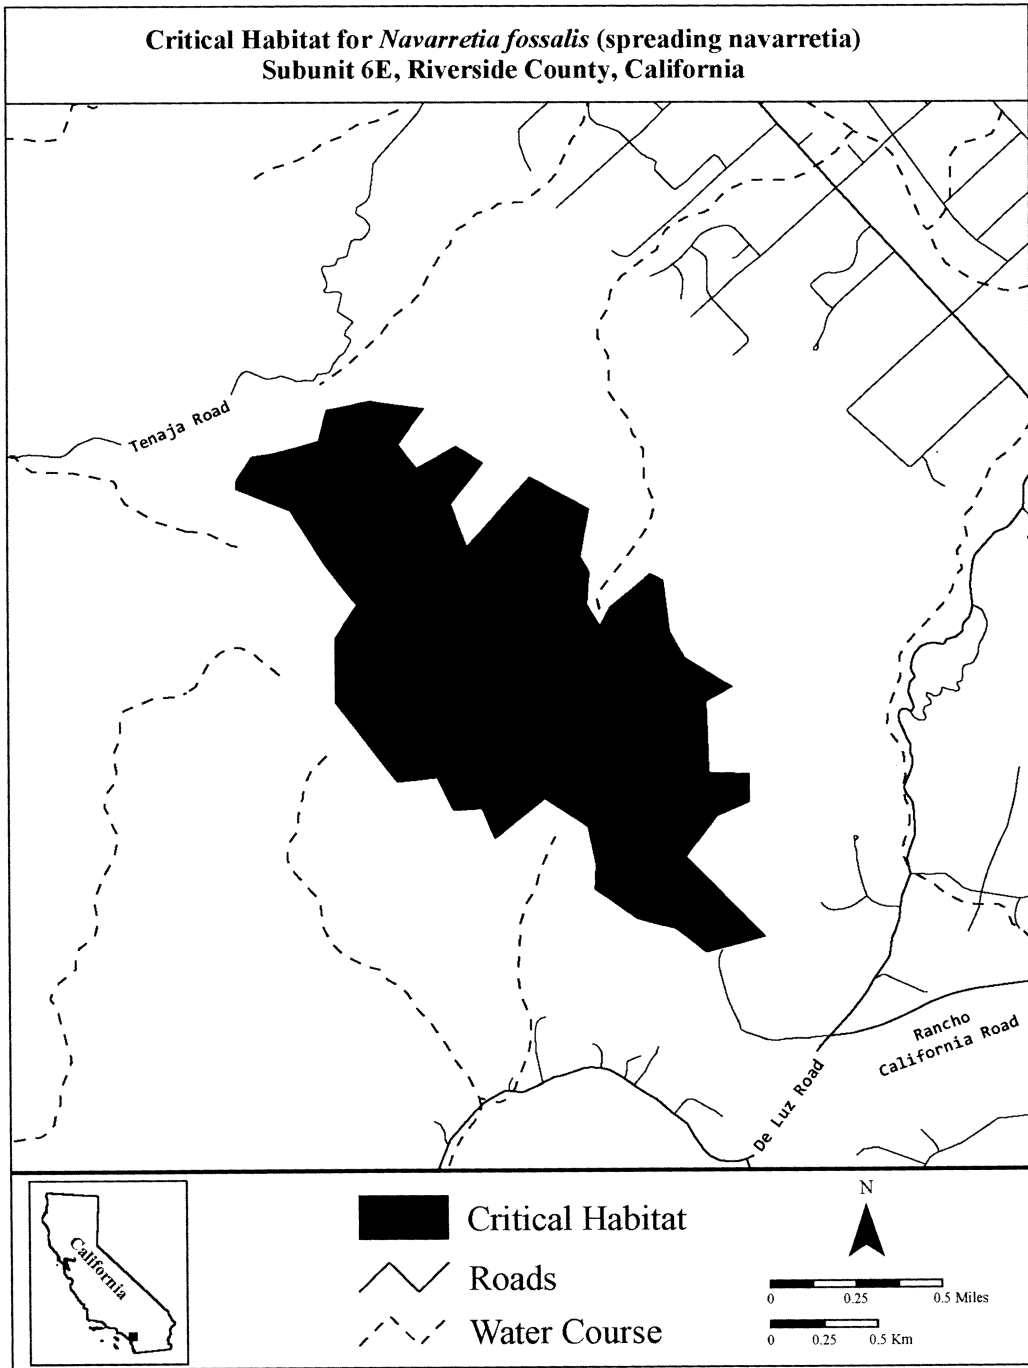 Critical Habitat for Navarretia fossalis (spreading navarretia)
Subunit 6E, Riverside County, California
Tenaja Road
Rancho
California Road
De Luz Road
California
Critical Habitat
Roads
Water Course
N
0 0.25 0.5 Miles
0 0.25 0.5 Km